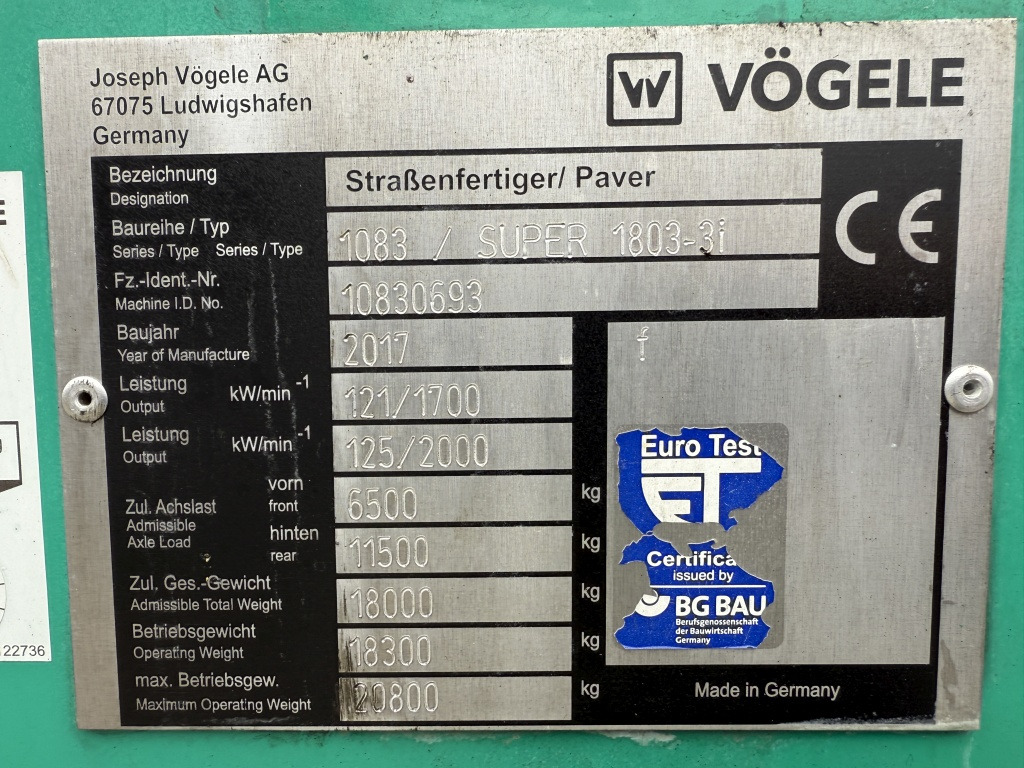 Joseph Vögele AG
67075 Ludwigshafen
Germany
W VÖGELE
Bezeichnung
Designation
Straßenfertiger/ Paver
Baureihe / Typ
Series / Type Series / Type
1083 / SUPER 1803-3i
CE
Fz.-Ident.-Nr.
Machine I.D. No.
10830693
Baujahr
Year of Manufacture
2017
f
Leistung
Output
kW/min -1
121/1700
Leistung
Output
kW/min -1
125/2000
Zul. Achslast
Admissible
Axle Load
vorn
front
6500 kg
hinten
rear
11500 kg
Zul. Ges.-Gewicht
Admissible Total Weight
18000 kg
Betriebsgewicht
Operating Weight
18300 kg
max. Betriebsgew.
Maximum Operating Weight
20800 kg
Euro Test
ET
Certifica
issued by
BG BAU
Berufsgenossenschaft
der Bauwirtschaft
Germany
Made in Germany
E
22736